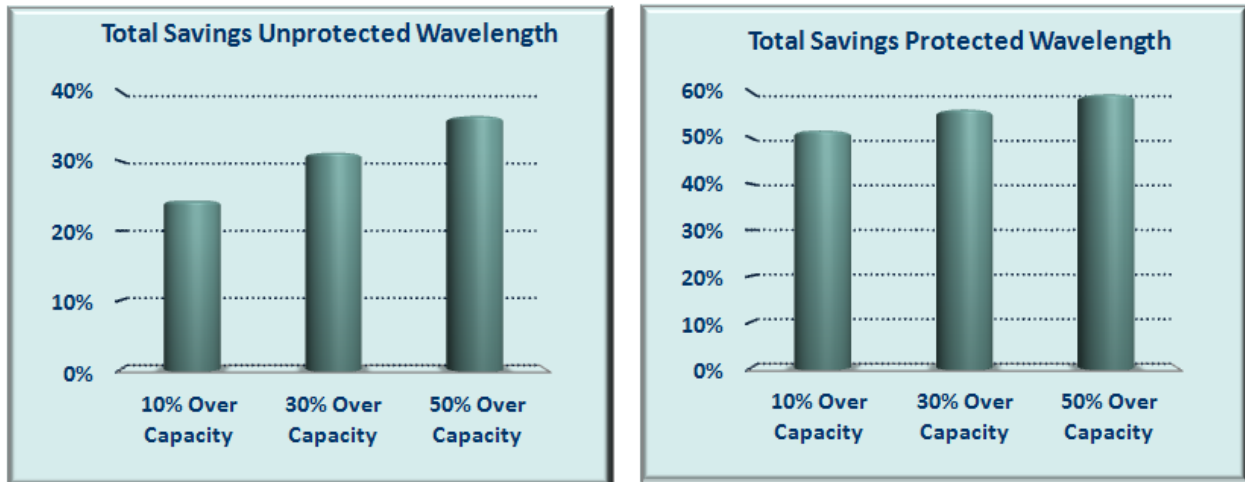 Total Savings Unprotected Wavelength
40%
30%
20%
10%
0%
10% Over
Capacity
30% Over
Capacity
50% Over
Capacity
Total Savings Protected Wavelength
60%
50%
40%
30%
20%
10%
0%
10% Over
Capacity
30% Over
Capacity
50% Over
Capacity